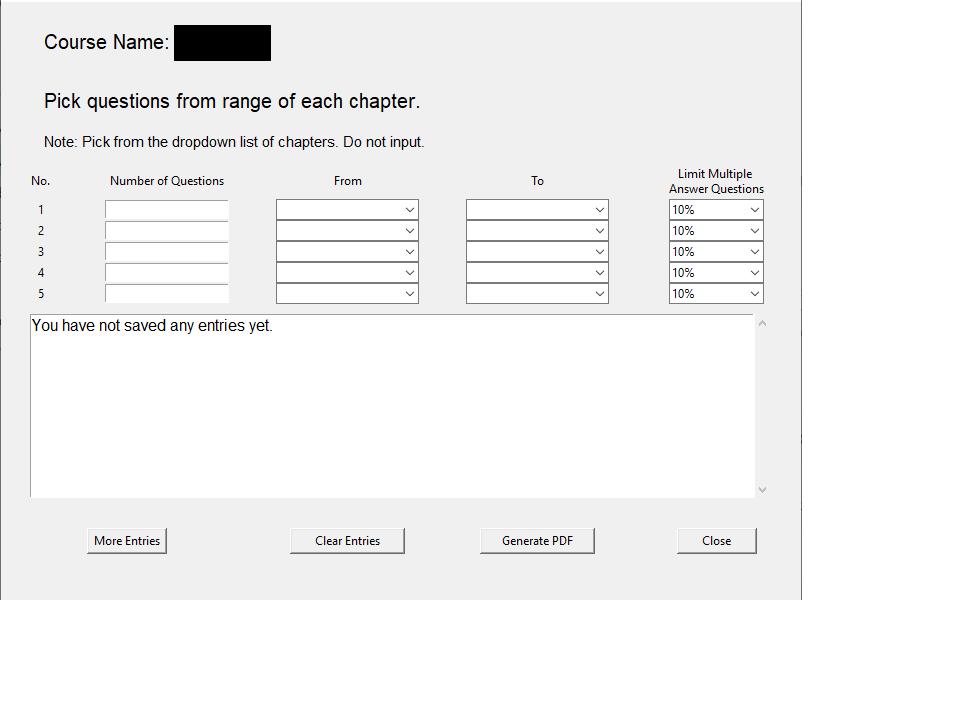 Course Name:
Pick questions from range of each chapter.
Note: Pick from the dropdown list of chapters. Do not input.
No. Number of Questions From To Limit Multiple
Answer Questions
1 10%
2 10%
3 10%
4 10%
5 10%
You have not saved any entries yet.
More Entries Clear Entries Generate PDF Close